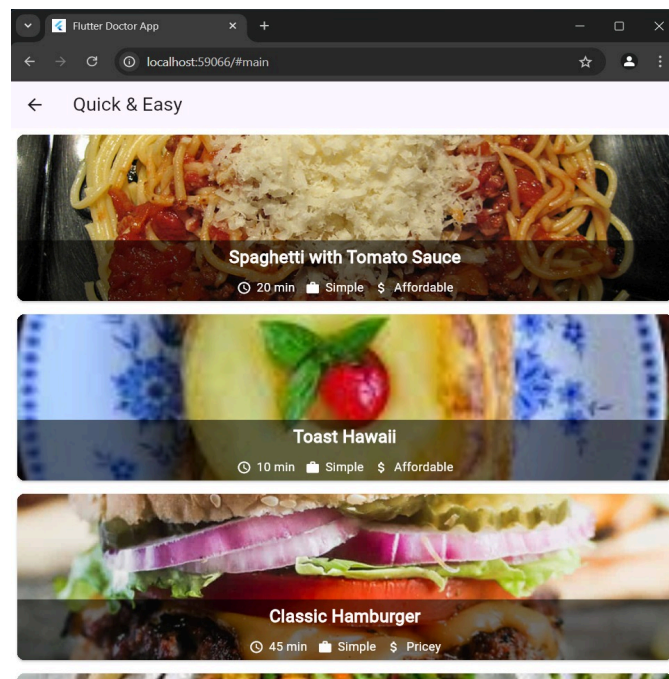 Flutter Doctor App
localhost:59066/#main
Quick & Easy
Spaghetti with Tomato Sauce
20 min Simple $ Affordable
Toast Hawaii
10 min Simple $ Affordable
Classic Hamburger
45 min Simple $ Pricey